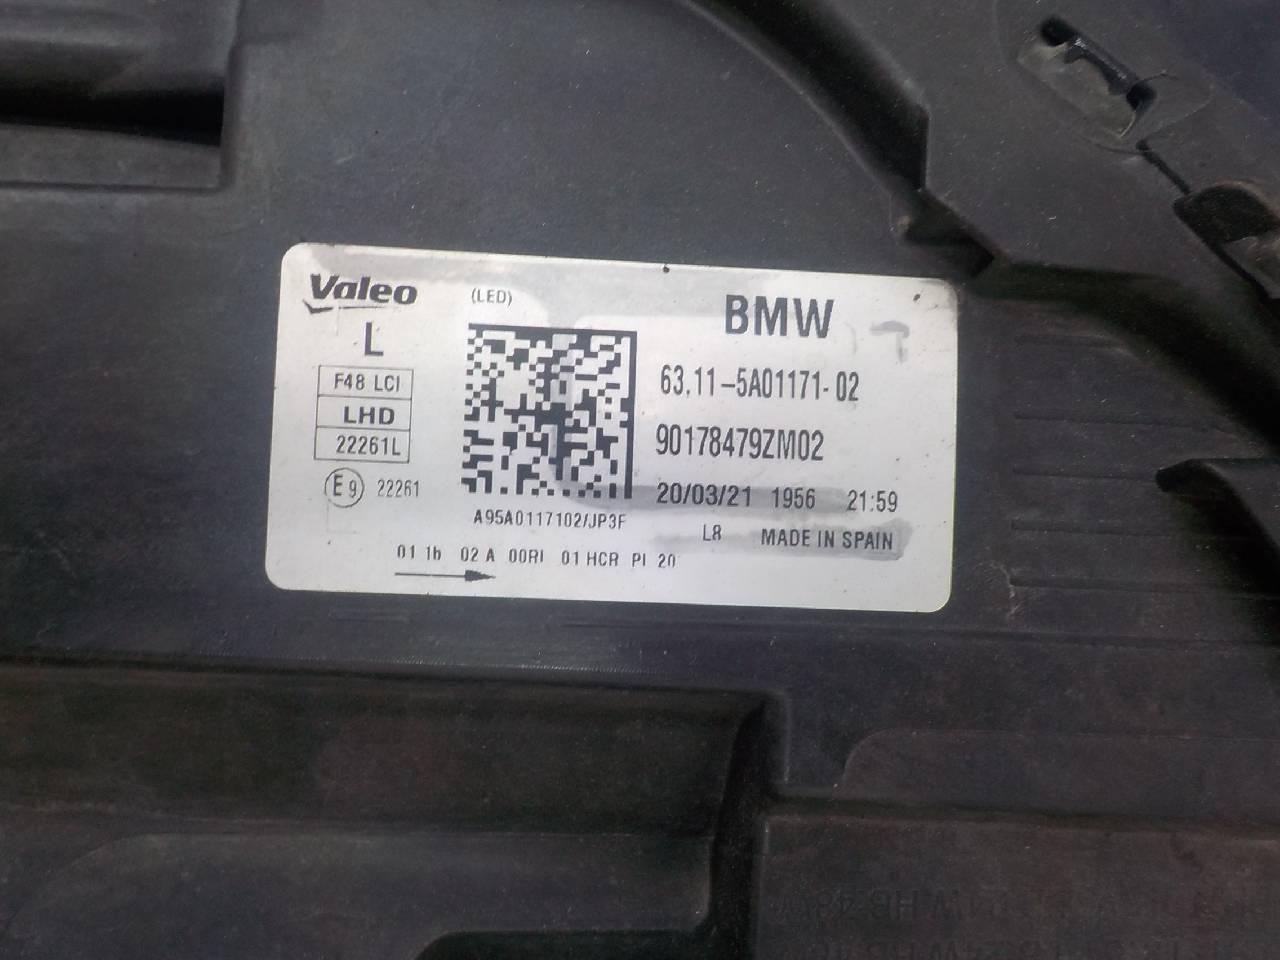 Valeo
(LED)
BMW
L
F48 LCI
LHD
22261L
E9 22261
63.11-5A01171-02
90178479ZM02
20/03/21 1956 21:59
A95A0117102/JP3F
L8 MADE IN SPAIN
01 1b 02 A 00RI 01 HCR PI 20